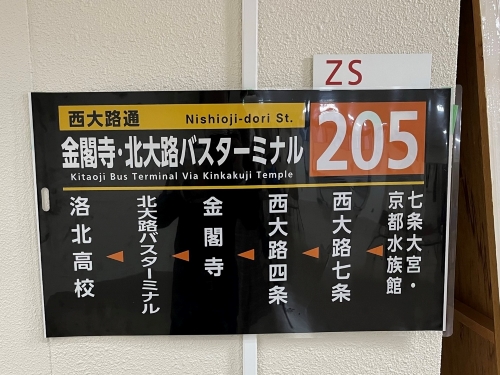 ZS
西大路通 Nishioji-dori St.
金閣寺・北大路バスターミナル 205
Kitaoji Bus Terminal Via Kinkakuji Temple
七条大宮・
京都水族館
西大路七条
西大路四条
金閣寺
北大路バスターミナル
洛北高校